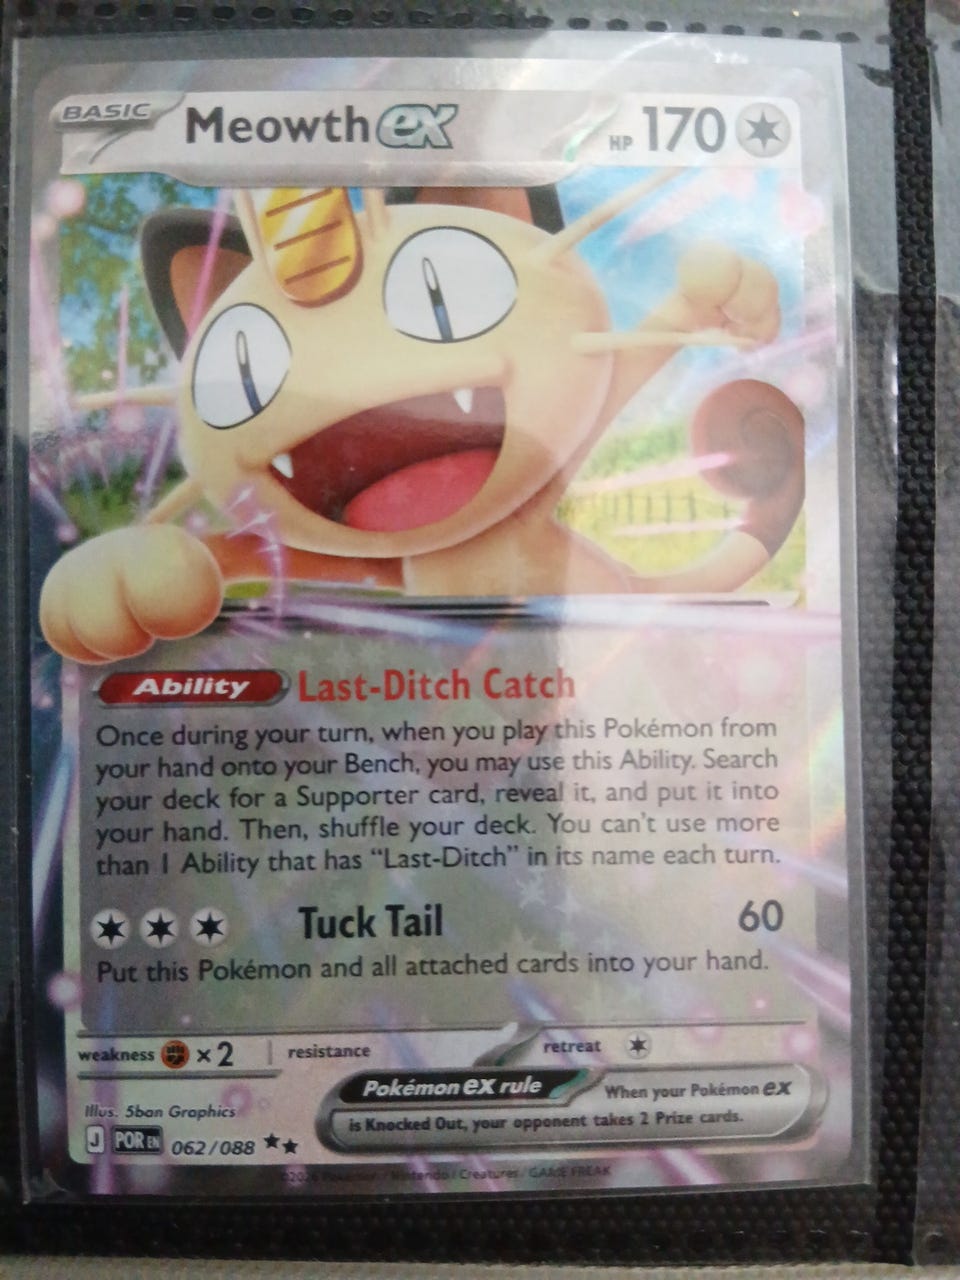 BASIC Meowth ex HP 170
Ability Last-Ditch Catch
Once during your turn, when you play this Pokémon from
your hand onto your Bench, you may use this Ability. Search
your deck for a Supporter card, reveal it, and put it into
your hand. Then, shuffle your deck. You can't use more
than 1 Ability that has “Last-Ditch” in its name each turn.
Tuck Tail 60
Put this Pokémon and all attached cards into your hand.
weakness ×2 resistance retreat
Pokémon ex rule When your Pokémon ex
is Knocked Out, your opponent takes 2 Prize cards.
Illus. 5ban Graphics
J POR EN 062/088
Pokémon / Nintendo / Creatures / GAME FREAK